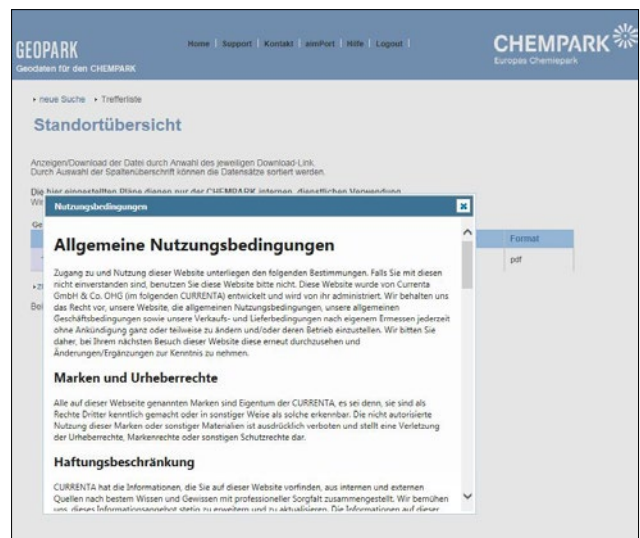 GEOPARK
Geodaten für den CHEMPARK
Home | Support | Kontakt | aimPort | Hilfe | Logout |
CHEMPARK
Europas Chemiepark
neue Suche Trefferliste
Standortübersicht
Anzeigen/Download der Datei durch Anwahl des jeweiligen Download-Link.
Durch Auswahl der Spaltenüberschrift können die Datensätze sortiert werden.
Die hier eingestellten Pläne dienen nur der CHEMPARK internen, dienstlichen Verwendung
Nutzungsbedingungen
Format
pdf
Allgemeine Nutzungsbedingungen
Zugang zu und Nutzung dieser Website unterliegen den folgenden Bestimmungen. Falls Sie mit diesen
nicht einverstanden sind, benutzen Sie diese Website bitte nicht. Diese Website wurde von Currenta
GmbH & Co. OHG (im folgenden CURRENTA) entwickelt und wird von ihr administriert. Wir behalten uns
das Recht vor, unsere Website, die allgemeinen Nutzungsbedingungen, unsere allgemeinen
Geschäftsbedingungen sowie unsere Verkaufs- und Lieferbedingungen nach eigenem Ermessen jederzeit
ohne Ankündigung ganz oder teilweise zu ändern und/oder deren Betrieb einzustellen. Wir bitten Sie
daher, bei Ihrem nächsten Besuch dieser Website diese erneut durchzusehen und
Änderungen/Ergänzungen zur Kenntnis zu nehmen.
Marken und Urheberrechte
Alle auf dieser Webseite genannten Marken sind Eigentum der CURRENTA, es sei denn, sie sind als
Rechte Dritter kenntlich gemacht oder in sonstiger Weise als solche erkennbar. Die nicht autorisierte
Nutzung dieser Marken oder sonstiger Materialien ist ausdrücklich verboten und stellt eine Verletzung
der Urheberrechte, Markenrechte oder sonstigen Schutzrechte dar.
Haftungsbeschränkung
CURRENTA hat die Informationen, die Sie auf dieser Website vorfinden, aus internen und externen
Quellen nach bestem Wissen und Gewissen mit professioneller Sorgfalt zusammengestellt. Wir bemühen
uns, dieses Informationsangebot stetig zu erweitern und zu aktualisieren. Die Informationen auf dieser